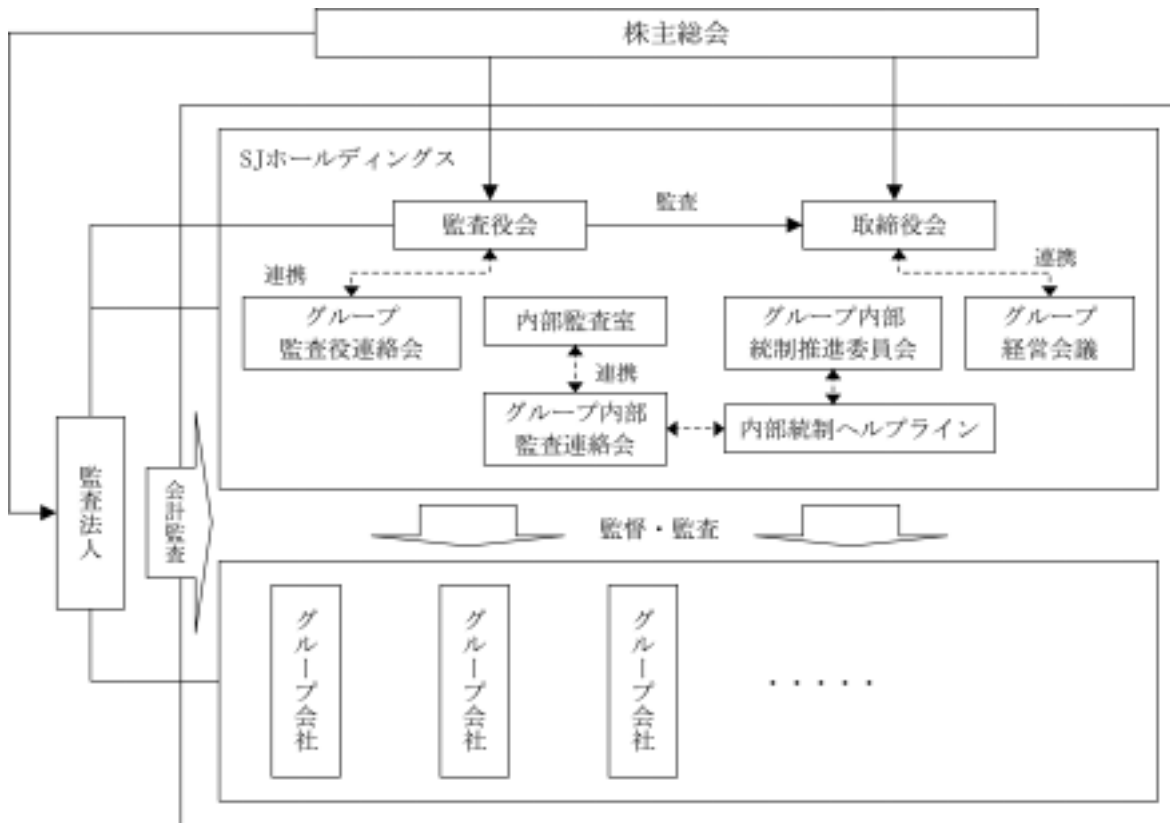 株主総会
SJホールディングス
監査役会
監査
取締役会
連携
連携
グループ
監査役連絡会
内部監査室
グループ内部
統制推進委員会
グループ
経営会議
連携
グループ内部
監査連絡会
内部統制ヘルプライン
監査法人
会計監査
監督・監査
グループ会社
グループ会社
グループ会社
・・・・・